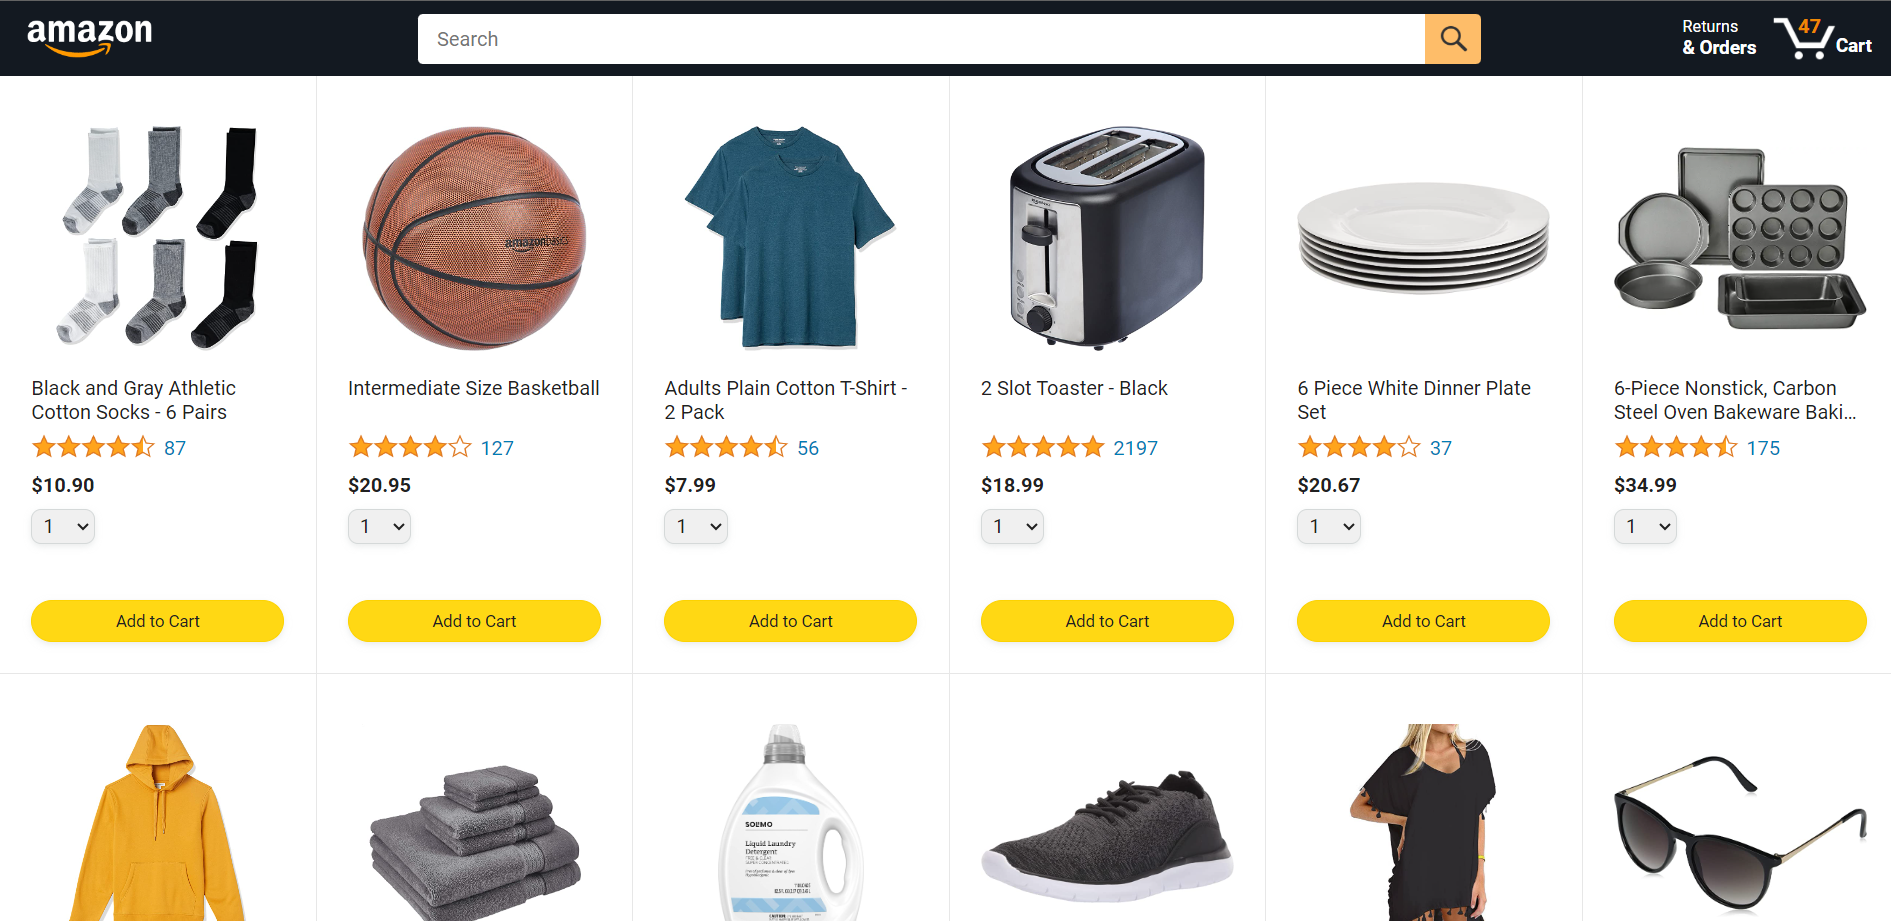 amazon
Search
Returns
& Orders
47
Cart
Black and Gray Athletic
Cotton Socks - 6 Pairs
87
$10.90
1
Add to Cart
amazonbasics
Intermediate Size Basketball
127
$20.95
1
Add to Cart
Adults Plain Cotton T-Shirt -
2 Pack
56
$7.99
1
Add to Cart
2 Slot Toaster - Black
2197
$18.99
1
Add to Cart
6 Piece White Dinner Plate
Set
37
$20.67
1
Add to Cart
6-Piece Nonstick, Carbon
Steel Oven Bakeware Baki...
175
$34.99
1
Add to Cart
SOLIMO
Liquid Laundry
Detergent
FREE & CLEAR